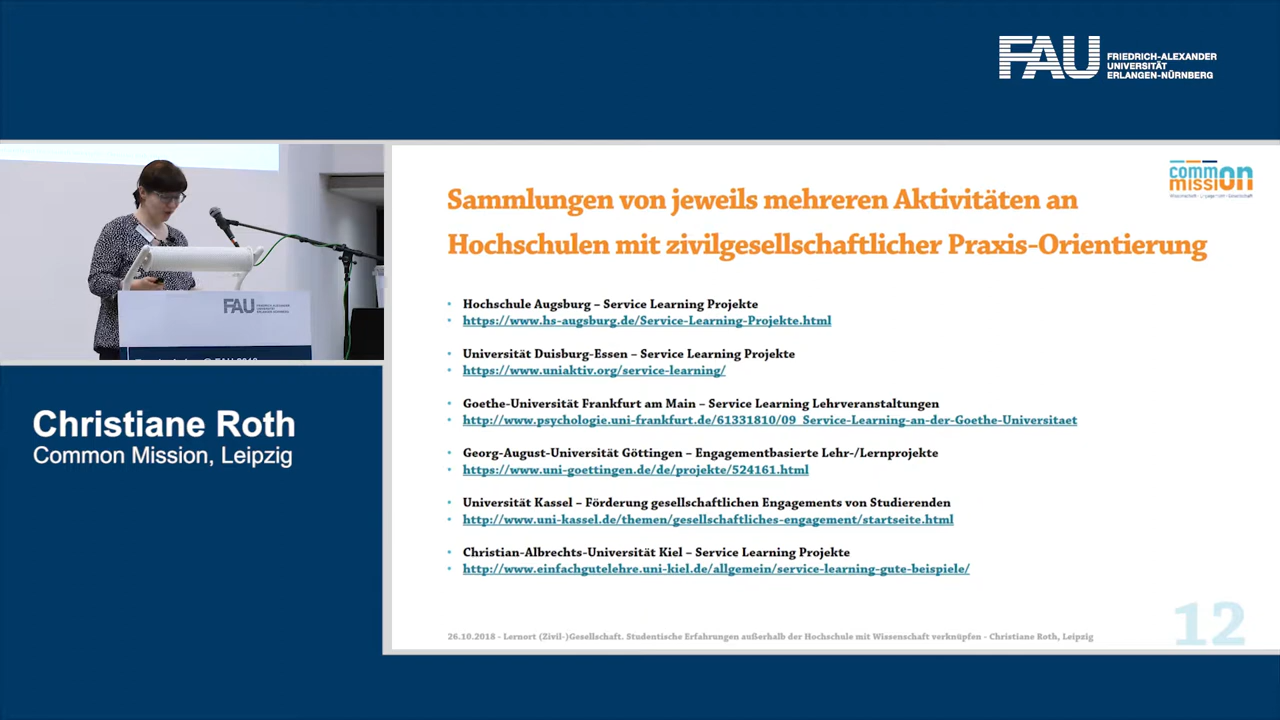 FAU
FRIEDRICH-ALEXANDER
UNIVERSITÄT
ERLANGEN-NÜRNBERG
common
mission
Sammlungen von jeweils mehreren Aktivitäten an
Hochschulen mit zivilgesellschaftlicher Praxis-Orientierung
• Hochschule Augsburg – Service Learning Projekte
• https://www.hs-augsburg.de/Service-Learning-Projekte.html
• Universität Duisburg-Essen – Service Learning Projekte
• https://www.uniaktiv.org/service-learning/
• Goethe-Universität Frankfurt am Main – Service Learning Lehrveranstaltungen
• http://www.psychologie.uni-frankfurt.de/61331810/09_Service-Learning-an-der-Goethe-Universitaet
• Georg-August-Universität Göttingen – Engagementbasierte Lehr-/Lernprojekte
• https://www.uni-goettingen.de/de/projekte/524161.html
• Universität Kassel – Förderung gesellschaftlichen Engagements von Studierenden
• http://www.uni-kassel.de/themen/gesellschaftliches-engagement/startseite.html
• Christian-Albrechts-Universität Kiel – Service Learning Projekte
• http://www.einfachgutelehre.uni-kiel.de/allgemein/service-learning-gute-beispiele/
26.10.2018 - Lernort (Zivil-)Gesellschaft. Studentische Erfahrungen außerhalb der Hochschule mit Wissenschaft verknüpfen - Christiane Roth, Leipzig
12
FAU
FRIEDRICH-ALEXANDER
UNIVERSITÄT
ERLANGEN-NÜRNBERG
Christiane Roth
Common Mission, Leipzig